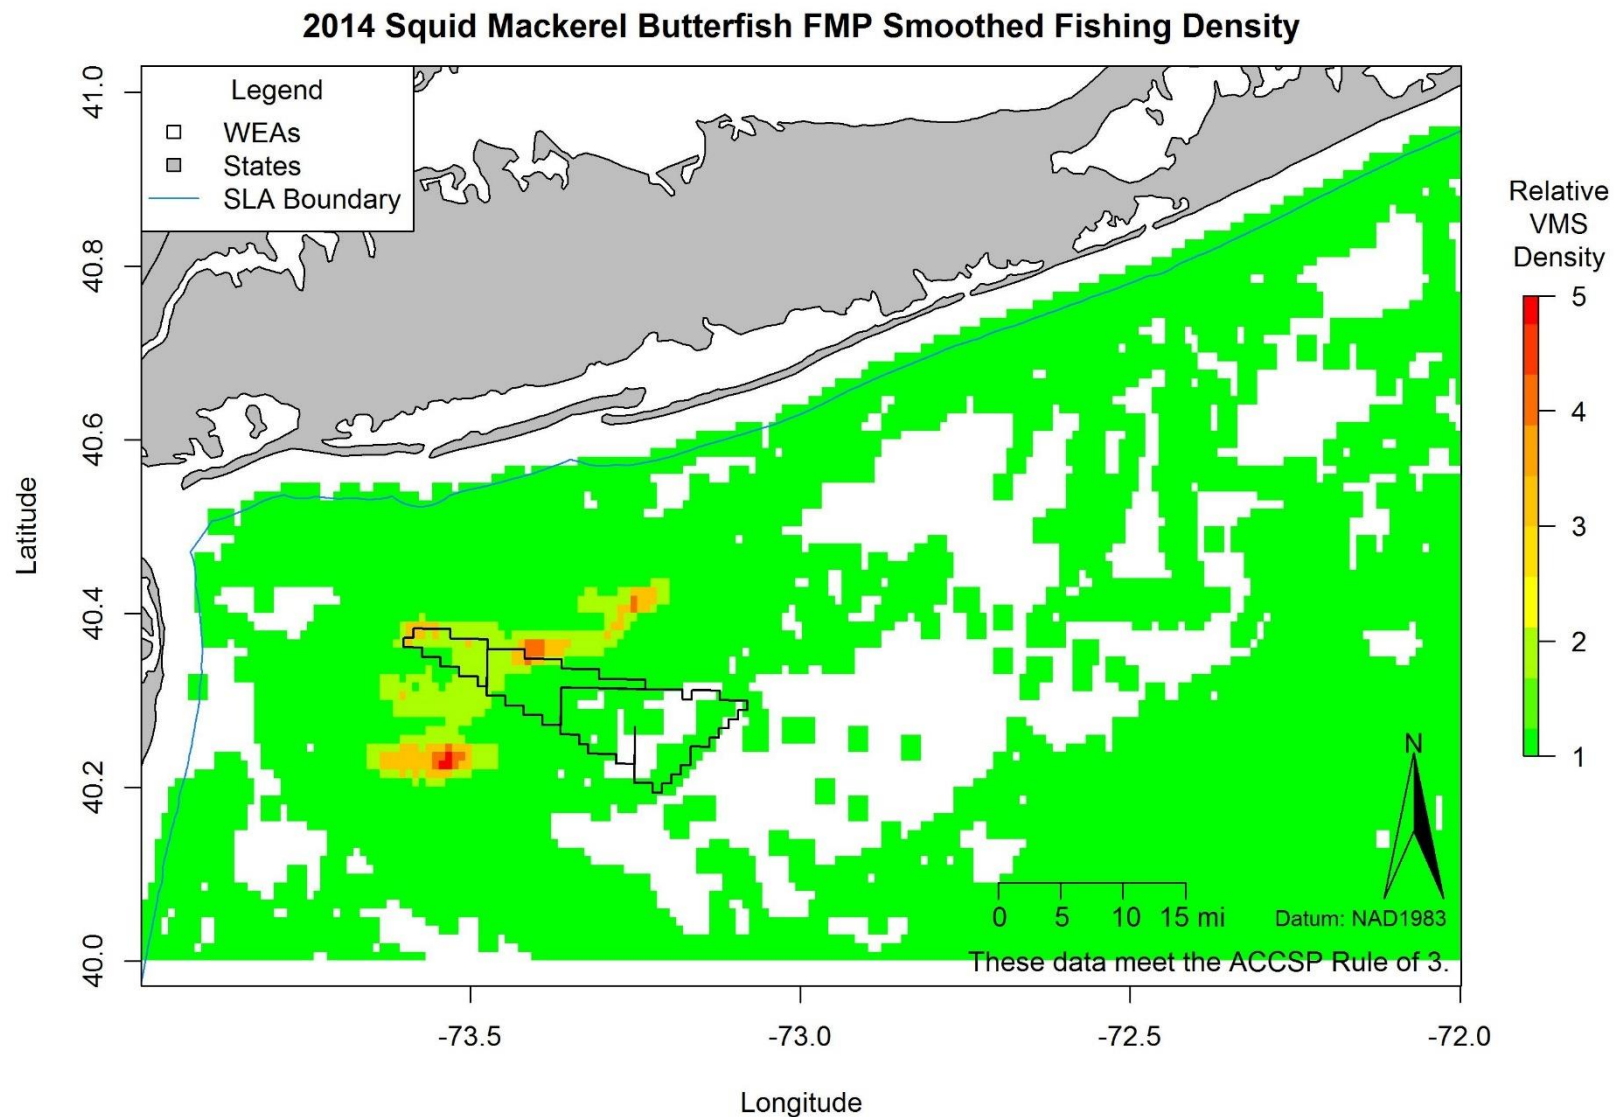 2014 Squid Mackerel Butterfish FMP Smoothed Fishing Density
Legend
WEAs
States
SLA Boundary
Latitude
41.0
40.8
40.6
40.4
40.2
40.0
Relative
VMS
Density
5
4
3
2
1
N
0 5 10 15 mi
Datum: NAD1983
These data meet the ACCSP Rule of 3.
-73.5 -73.0 -72.5 -72.0
Longitude